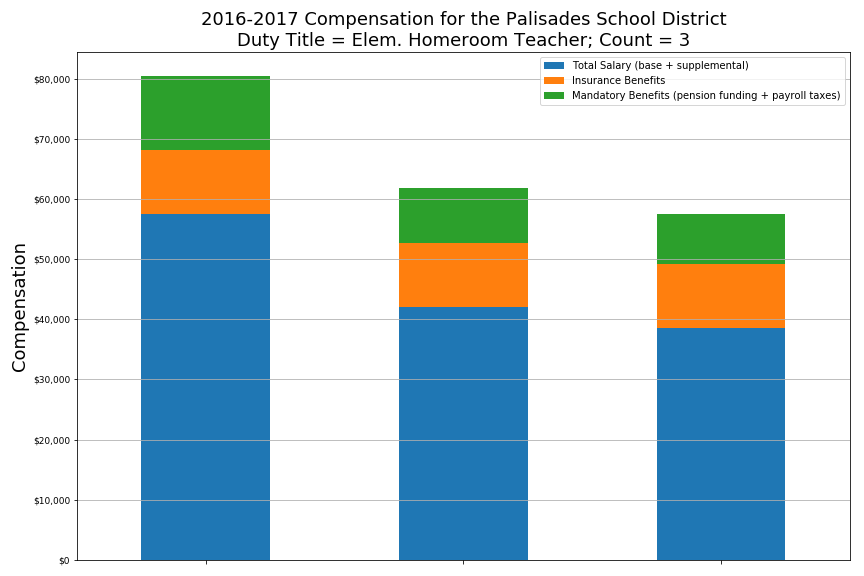 2016-2017 Compensation for the Palisades School District
Duty Title = Elem. Homeroom Teacher; Count = 3
Total Salary (base + supplemental)
Insurance Benefits
Mandatory Benefits (pension funding + payroll taxes)
$80,000
$70,000
$60,000
$50,000
$40,000
$30,000
$20,000
$10,000
$0
Compensation